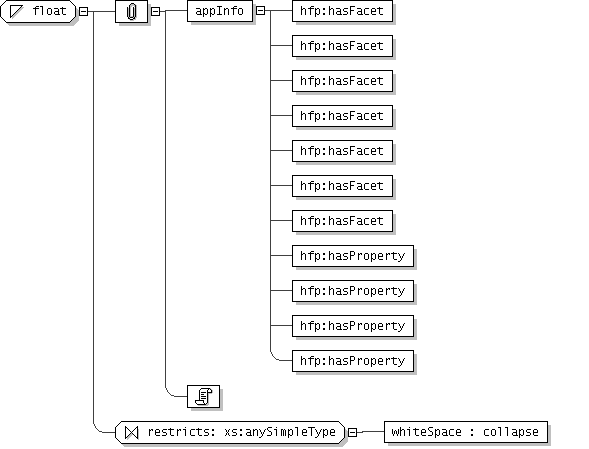 float
appInfo
hfp:hasFacet
hfp:hasFacet
hfp:hasFacet
hfp:hasFacet
hfp:hasFacet
hfp:hasFacet
hfp:hasFacet
hfp:hasProperty
hfp:hasProperty
hfp:hasProperty
hfp:hasProperty
restricts: xs:anySimpleType
whiteSpace : collapse